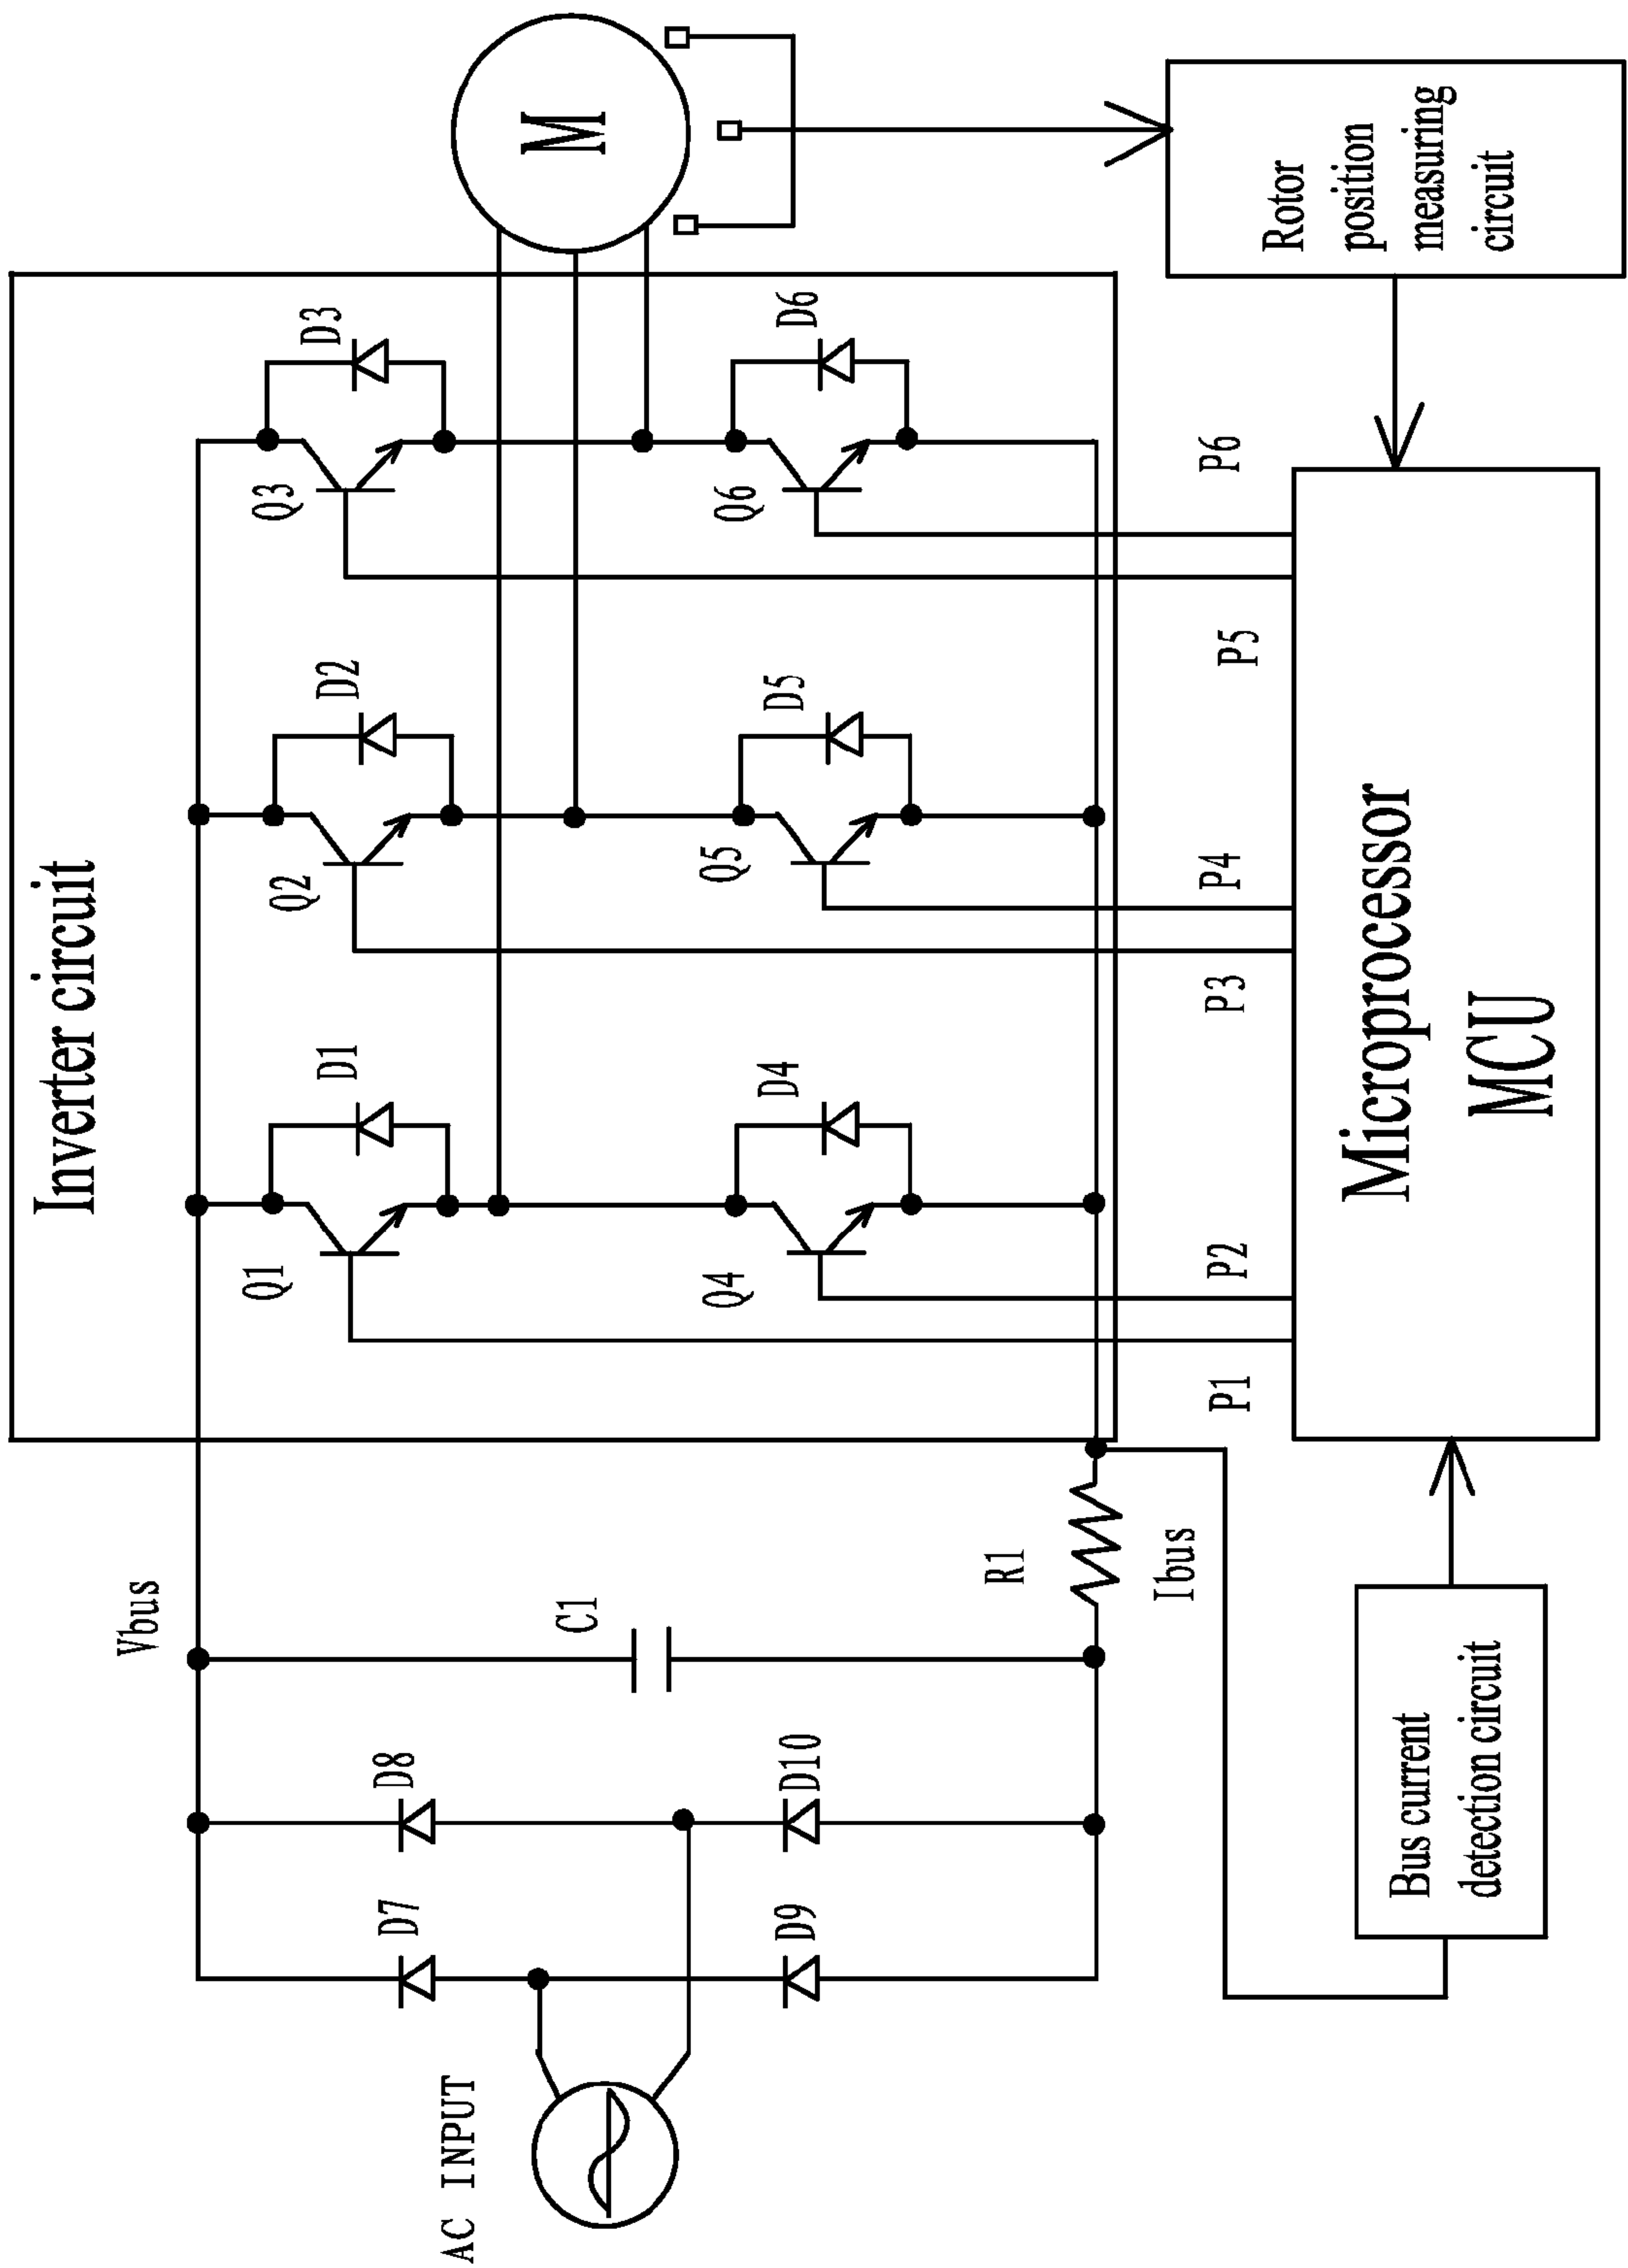 Inverter circuit
Vbus
D1
D2
D3
Q1
Q2
Q3
D7
D8
C1
AC INPUT
M
D4
D5
D6
Q4
Q5
Q6
D9
D10
R1
Ibus
P1
P2
P3
P4
P5
P6
Rotor
position
measuring
circuit
Microprocessor
MCU
Bus current
detection circuit